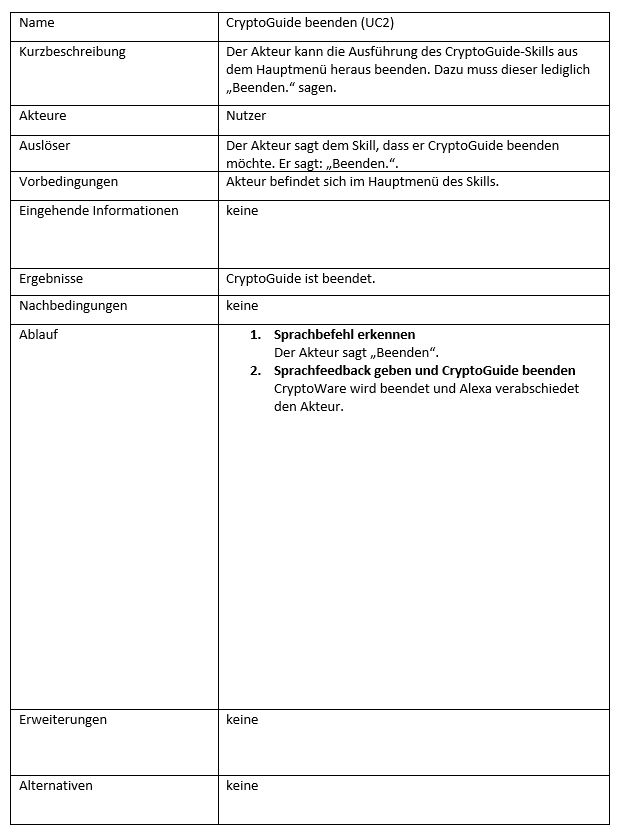 Name CryptoGuide beenden (UC2)
Kurzbeschreibung Der Akteur kann die Ausführung des CryptoGuide-Skills aus
dem Hauptmenü heraus beenden. Dazu muss dieser lediglich
„Beenden.“ sagen.
Akteure Nutzer
Auslöser Der Akteur sagt dem Skill, dass er CryptoGuide beenden
möchte. Er sagt: „Beenden.“.
Vorbedingungen Akteur befindet sich im Hauptmenü des Skills.
Eingehende Informationen keine
Ergebnisse CryptoGuide ist beendet.
Nachbedingungen keine
Ablauf 1. Sprachbefehl erkennen
Der Akteur sagt „Beenden“.
2. Sprachfeedback geben und CryptoGuide beenden
CryptoWare wird beendet und Alexa verabschiedet
den Akteur.
Erweiterungen keine
Alternativen keine